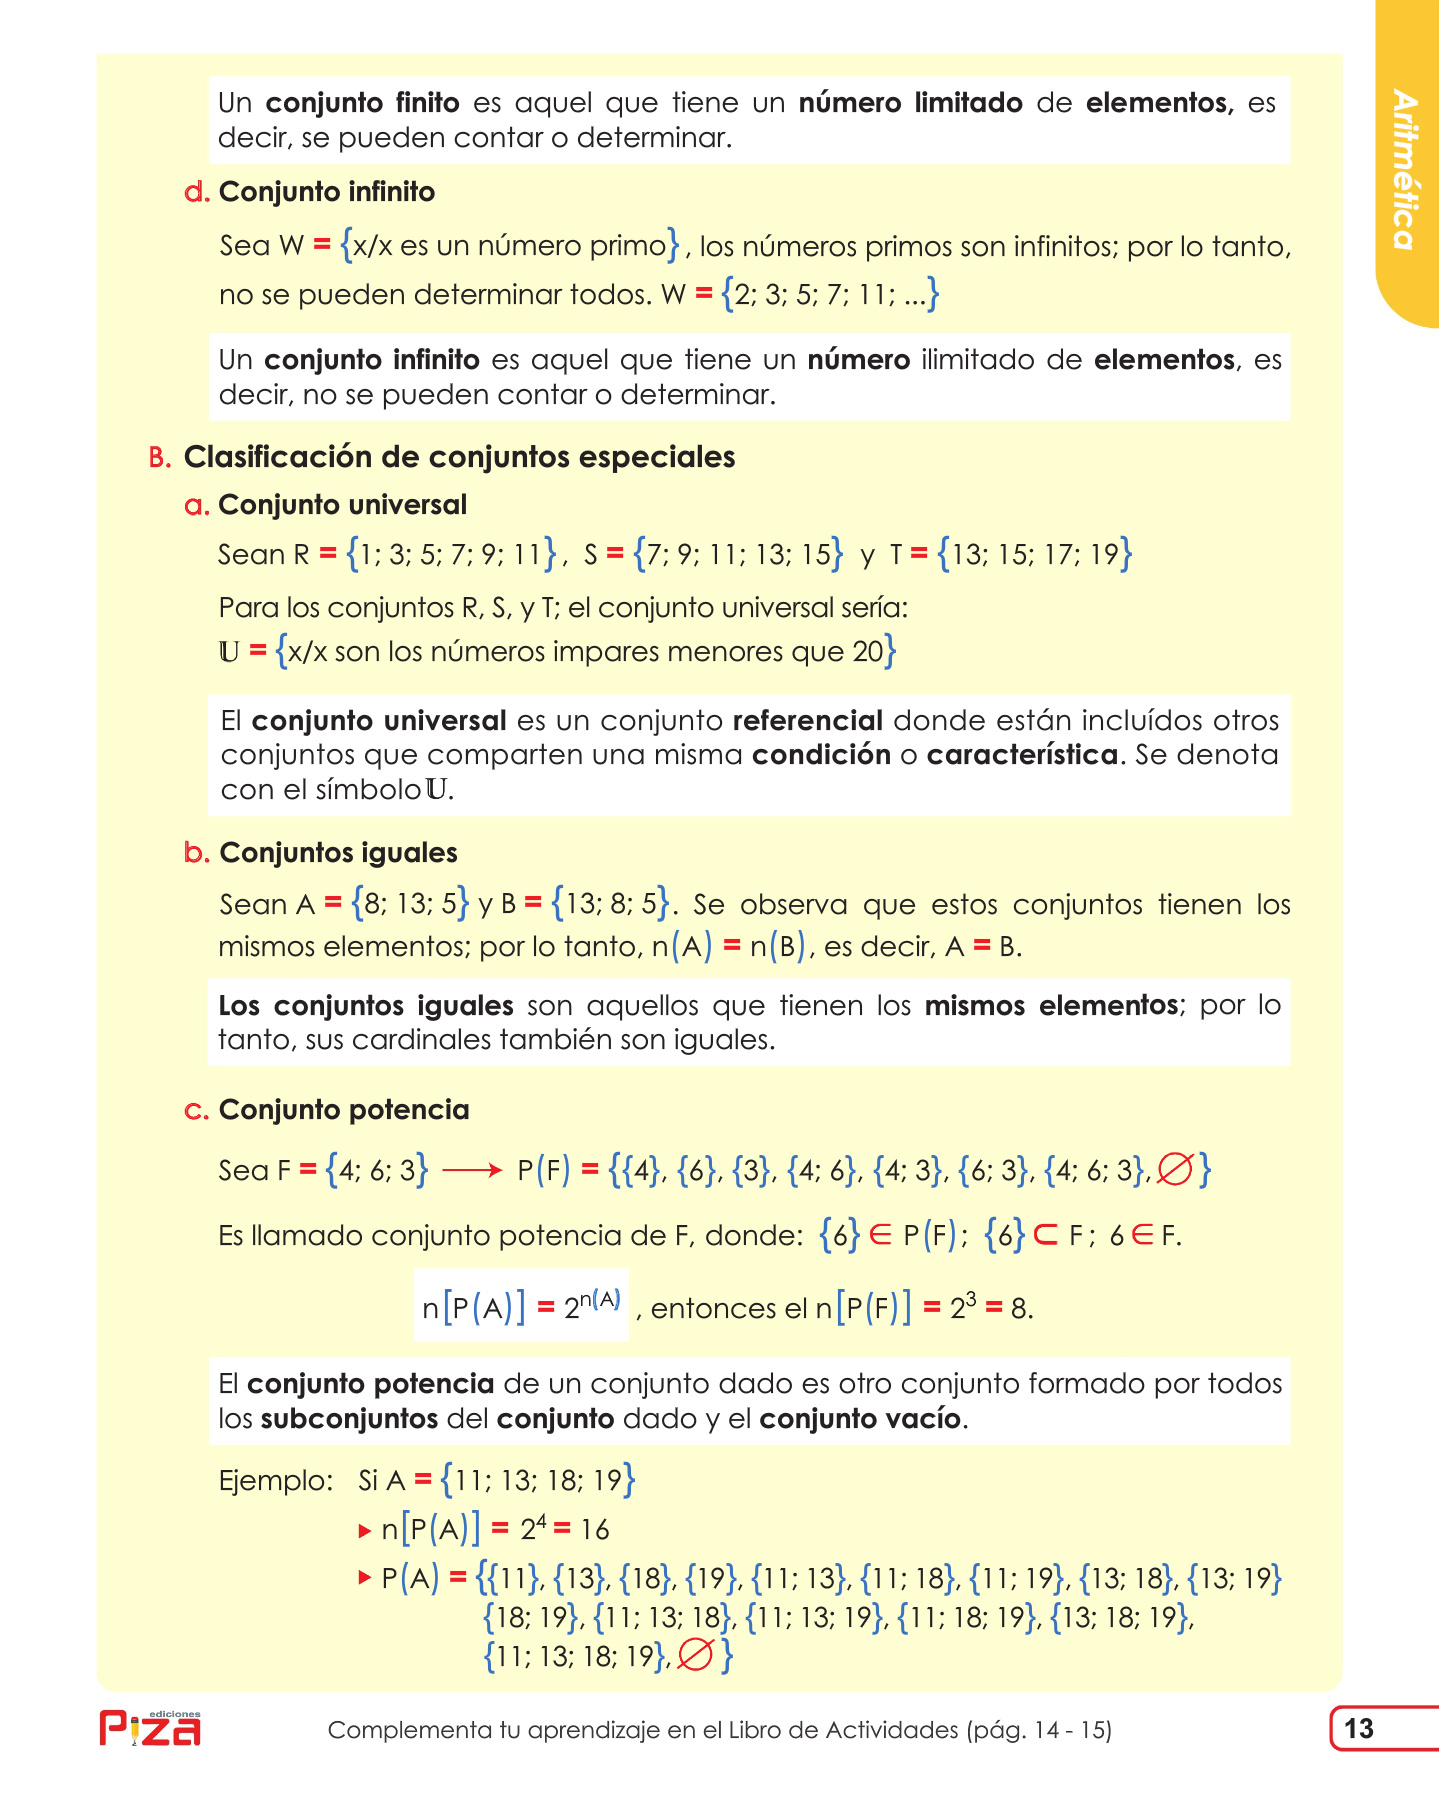 Aritmética
Un conjunto finito es aquel que tiene un número limitado de elementos, es
decir, se pueden contar o determinar.
d. Conjunto infinito
Sea W = {x/x es un número primo}, los números primos son infinitos; por lo tanto,
no se pueden determinar todos. W = {2; 3; 5; 7; 11; ...}
Un conjunto infinito es aquel que tiene un número ilimitado de elementos, es
decir, no se pueden contar o determinar.
B. Clasificación de conjuntos especiales
a. Conjunto universal
Sean R = {1; 3; 5; 7; 9; 11}, S = {7; 9; 11; 13; 15} y T = {13; 15; 17; 19}
Para los conjuntos R, S, y T; el conjunto universal sería:
𝕌 = {x/x son los números impares menores que 20}
El conjunto universal es un conjunto referencial donde están incluídos otros
conjuntos que comparten una misma condición o característica. Se denota
con el símbolo 𝕌.
b. Conjuntos iguales
Sean A = {8; 13; 5} y B = {13; 8; 5}. Se observa que estos conjuntos tienen los
mismos elementos; por lo tanto, n(A) = n(B), es decir, A = B.
Los conjuntos iguales son aquellos que tienen los mismos elementos; por lo
tanto, sus cardinales también son iguales.
c. Conjunto potencia
Sea F = {4; 6; 3} ⟶ P(F) = {{4}, {6}, {3}, {4; 6}, {4; 3}, {6; 3}, {4; 6; 3}, ∅}
Es llamado conjunto potencia de F, donde: {6} ∈ P(F); {6} ⊂ F; 6 ∈ F.
n[P(A)] = 2ⁿ⁽ᴬ⁾, entonces el n[P(F)] = 2³ = 8.
El conjunto potencia de un conjunto dado es otro conjunto formado por todos
los subconjuntos del conjunto dado y el conjunto vacío.
Ejemplo: Si A = {11; 13; 18; 19}
▶ n[P(A)] = 2⁴ = 16
▶ P(A) = {{11}, {13}, {18}, {19}, {11; 13}, {11; 18}, {11; 19}, {13; 18}, {13; 19}
{18; 19}, {11; 13; 18}, {11; 13; 19}, {11; 18; 19}, {13; 18; 19},
{11; 13; 18; 19}, ∅}
ediciones
Piza
Complementa tu aprendizaje en el Libro de Actividades (pág. 14 - 15)
13